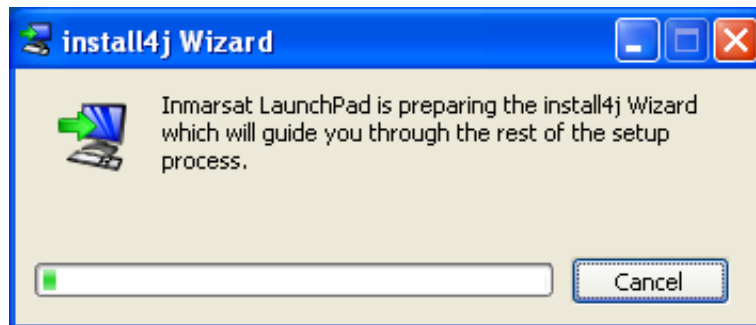 install4j Wizard
Inmarsat LaunchPad is preparing the install4j Wizard
which will guide you through the rest of the setup
process.
Cancel